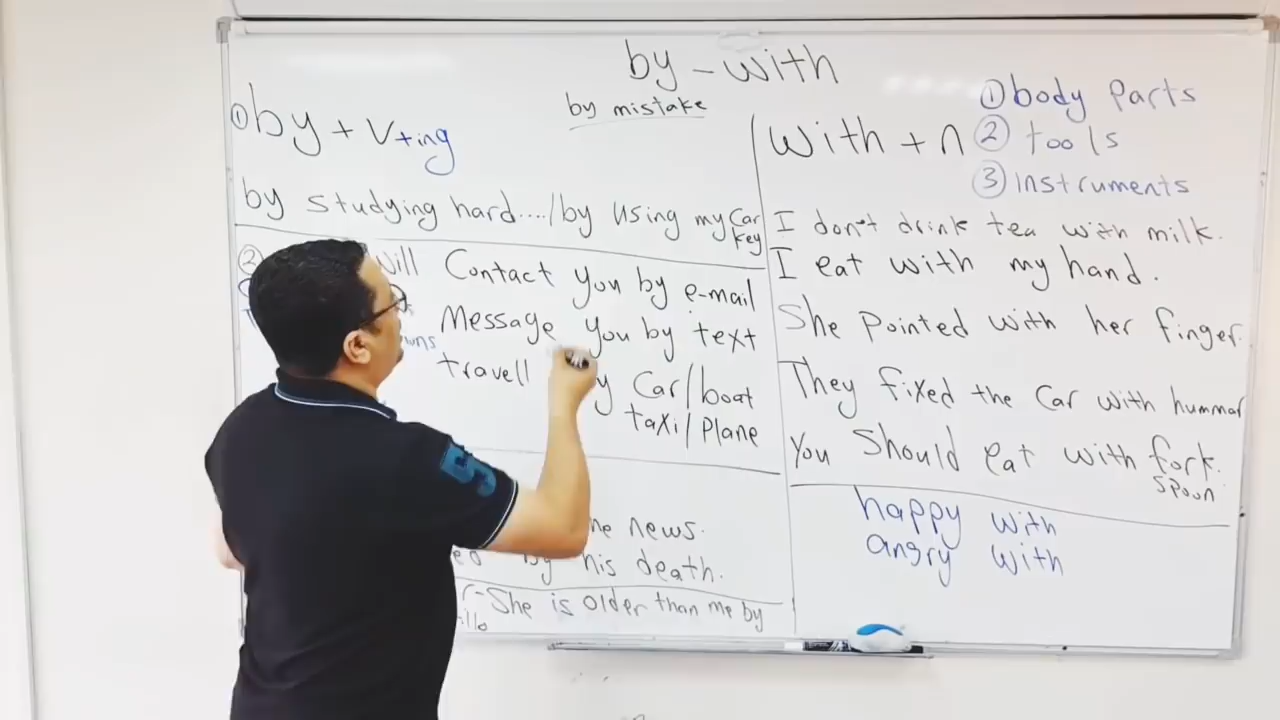 by - with
by mistake
① by + V+ing
by studying hard..../by using my car key
②
will Contact you by e-mail
Message you by text
travell by Car/boat
taxi/Plane
he news.
by his death.
She is older than me by
with + n
① body parts
② tools
③ instruments
I don't drink tea with milk.
I eat with my hand.
She pointed with her finger.
They fixed the Car with hummar
You Should eat with fork.
spoon
happy with
angry with
5